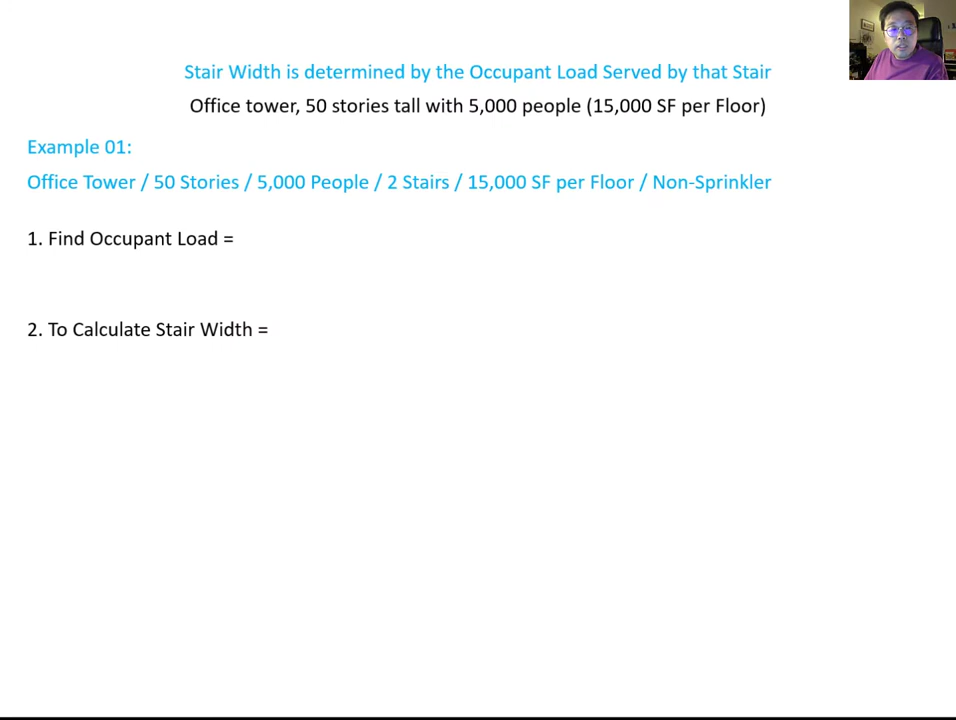 Stair Width is determined by the Occupant Load Served by that Stair
Office tower, 50 stories tall with 5,000 people (15,000 SF per Floor)
Example 01:
Office Tower / 50 Stories / 5,000 People / 2 Stairs / 15,000 SF per Floor / Non-Sprinkler
1. Find Occupant Load =
2. To Calculate Stair Width =